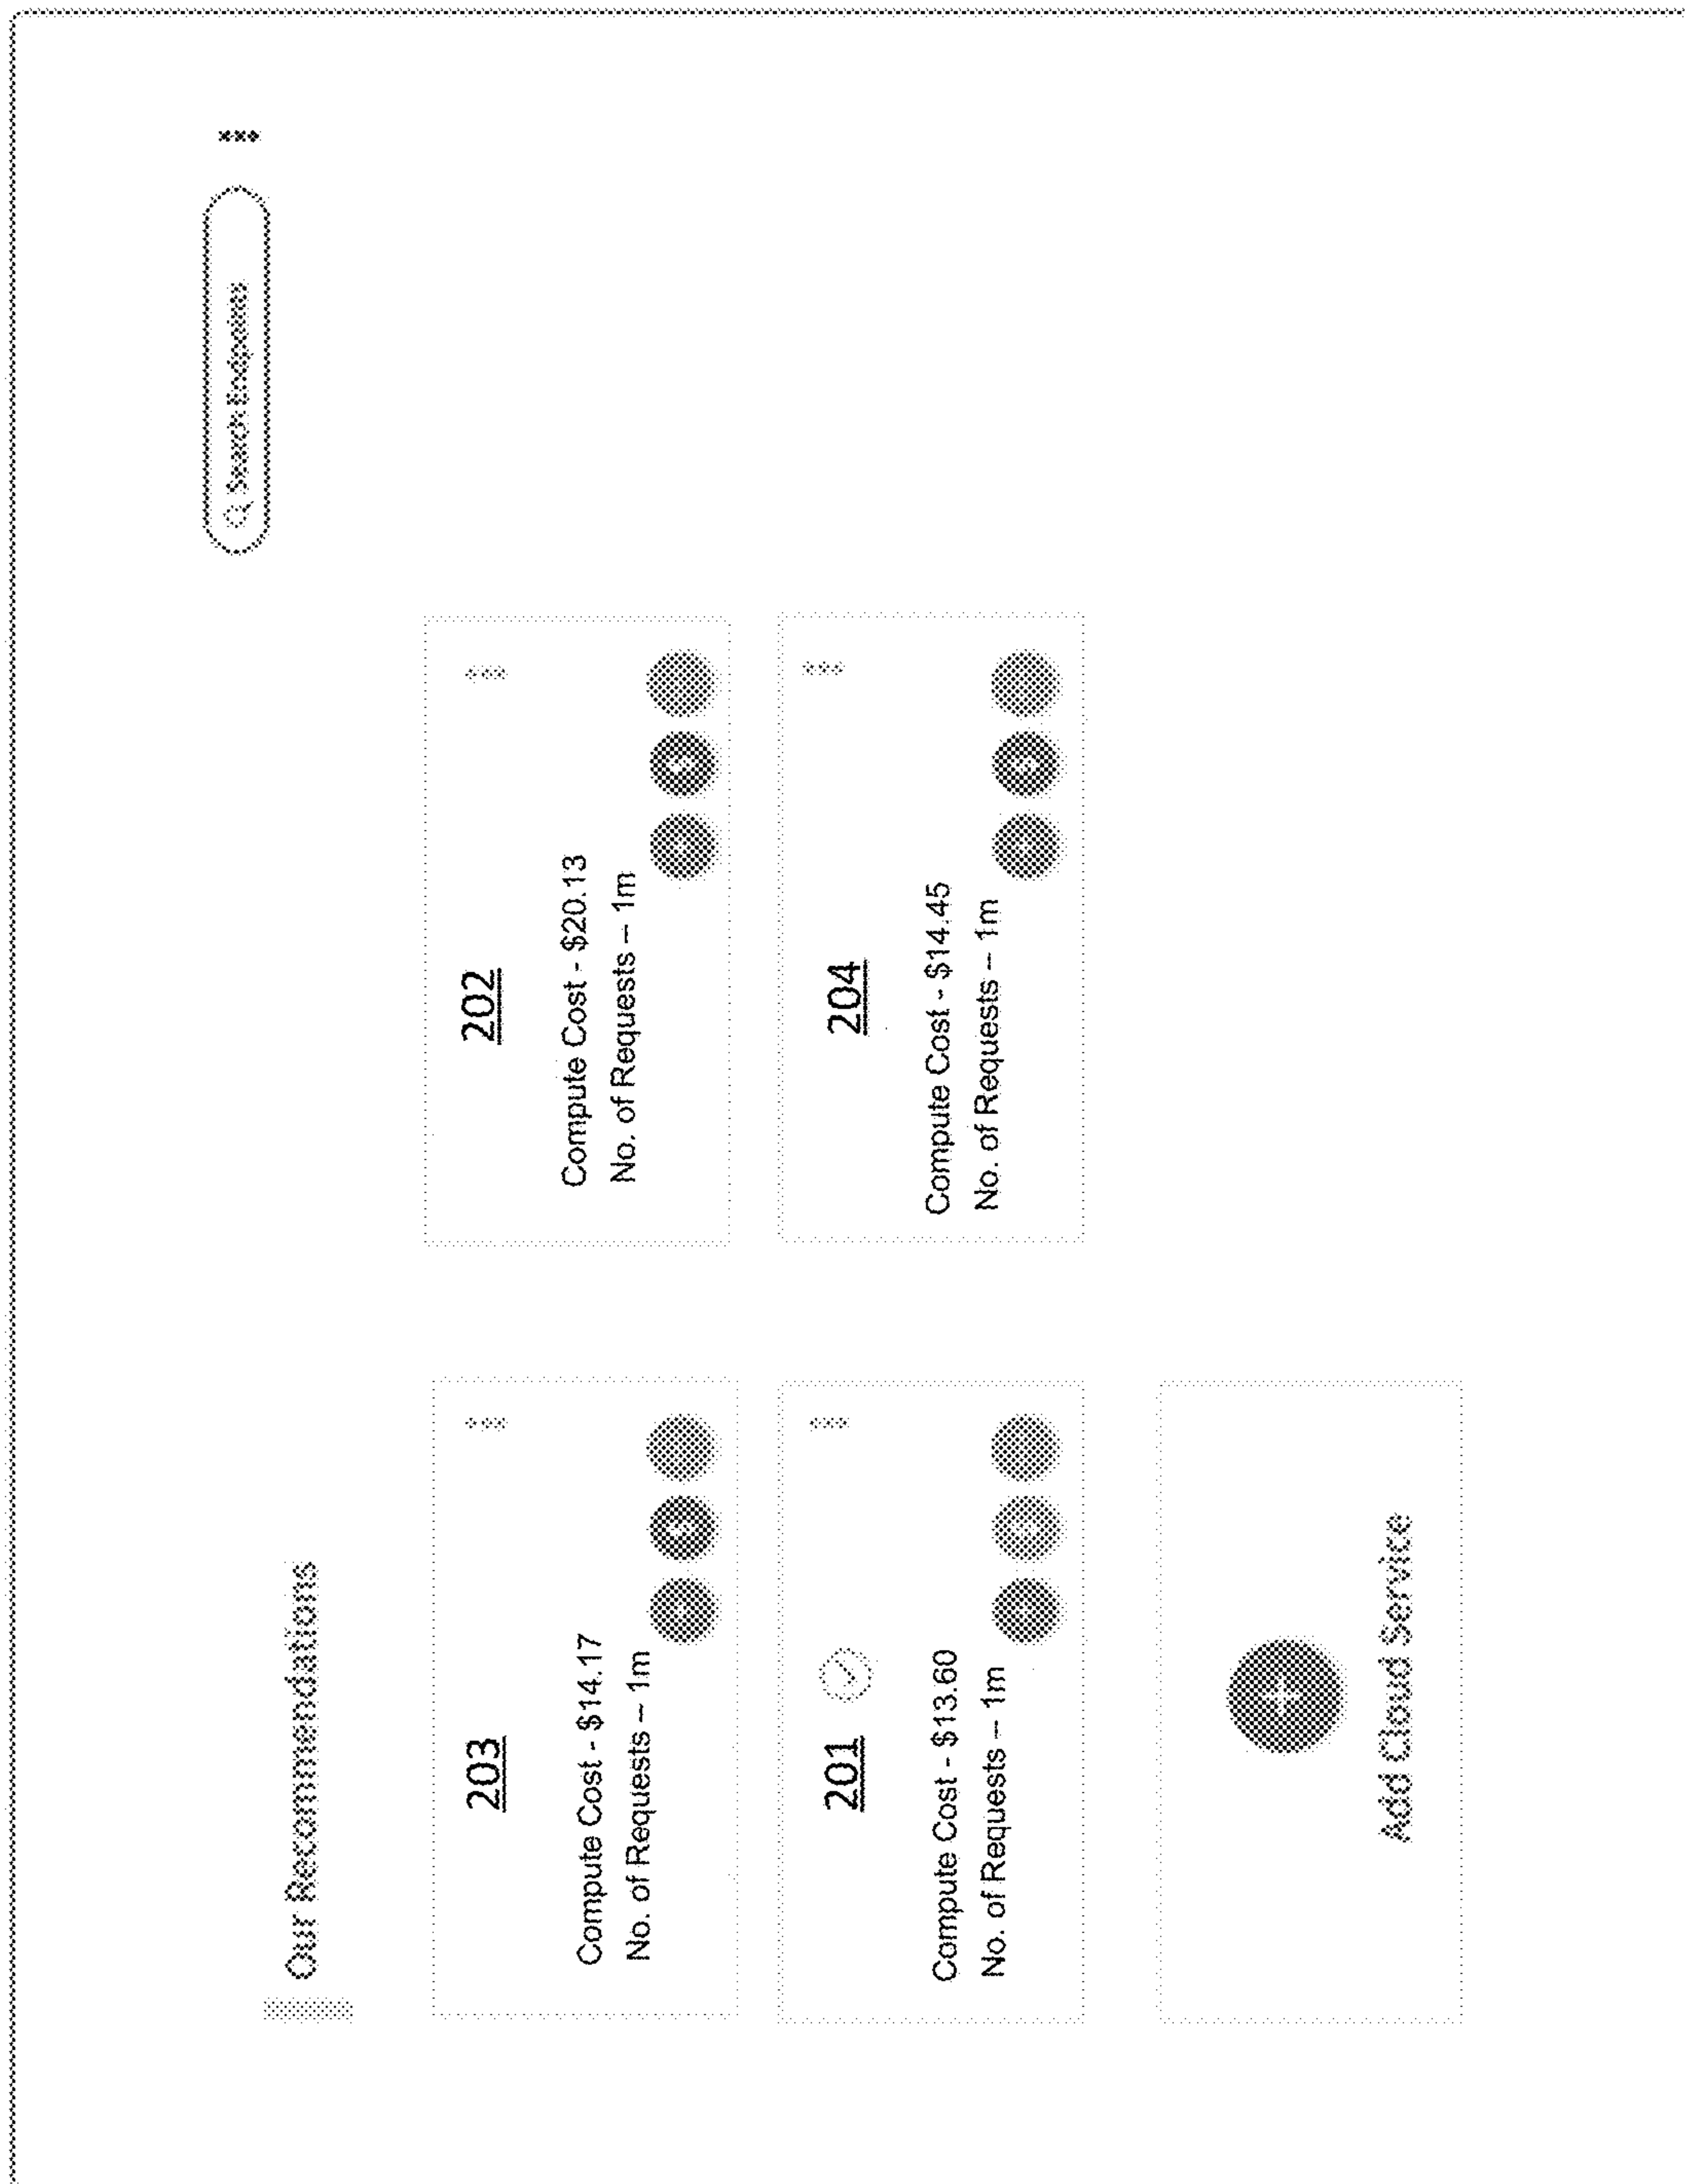 Search Endpoints
Our Recommendations
203
Compute Cost - $14.17
No. of Requests – 1m
202
Compute Cost - $20.13
No. of Requests – 1m
201
Compute Cost - $13.60
No. of Requests – 1m
204
Compute Cost - $14.45
No. of Requests – 1m
Add Cloud Service